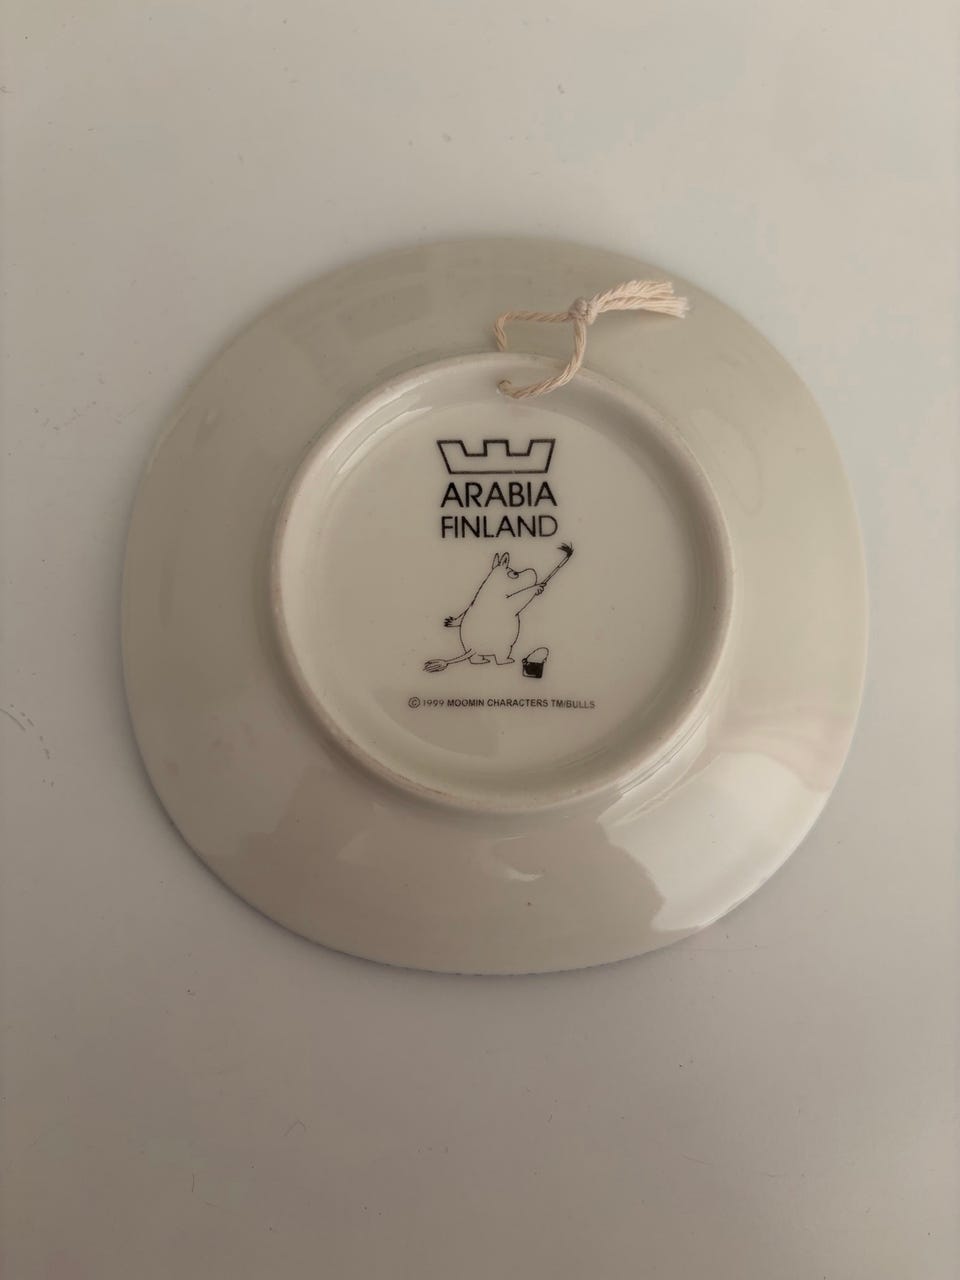 ARABIA
FINLAND
© 1999 MOOMIN CHARACTERS TM/BULLS